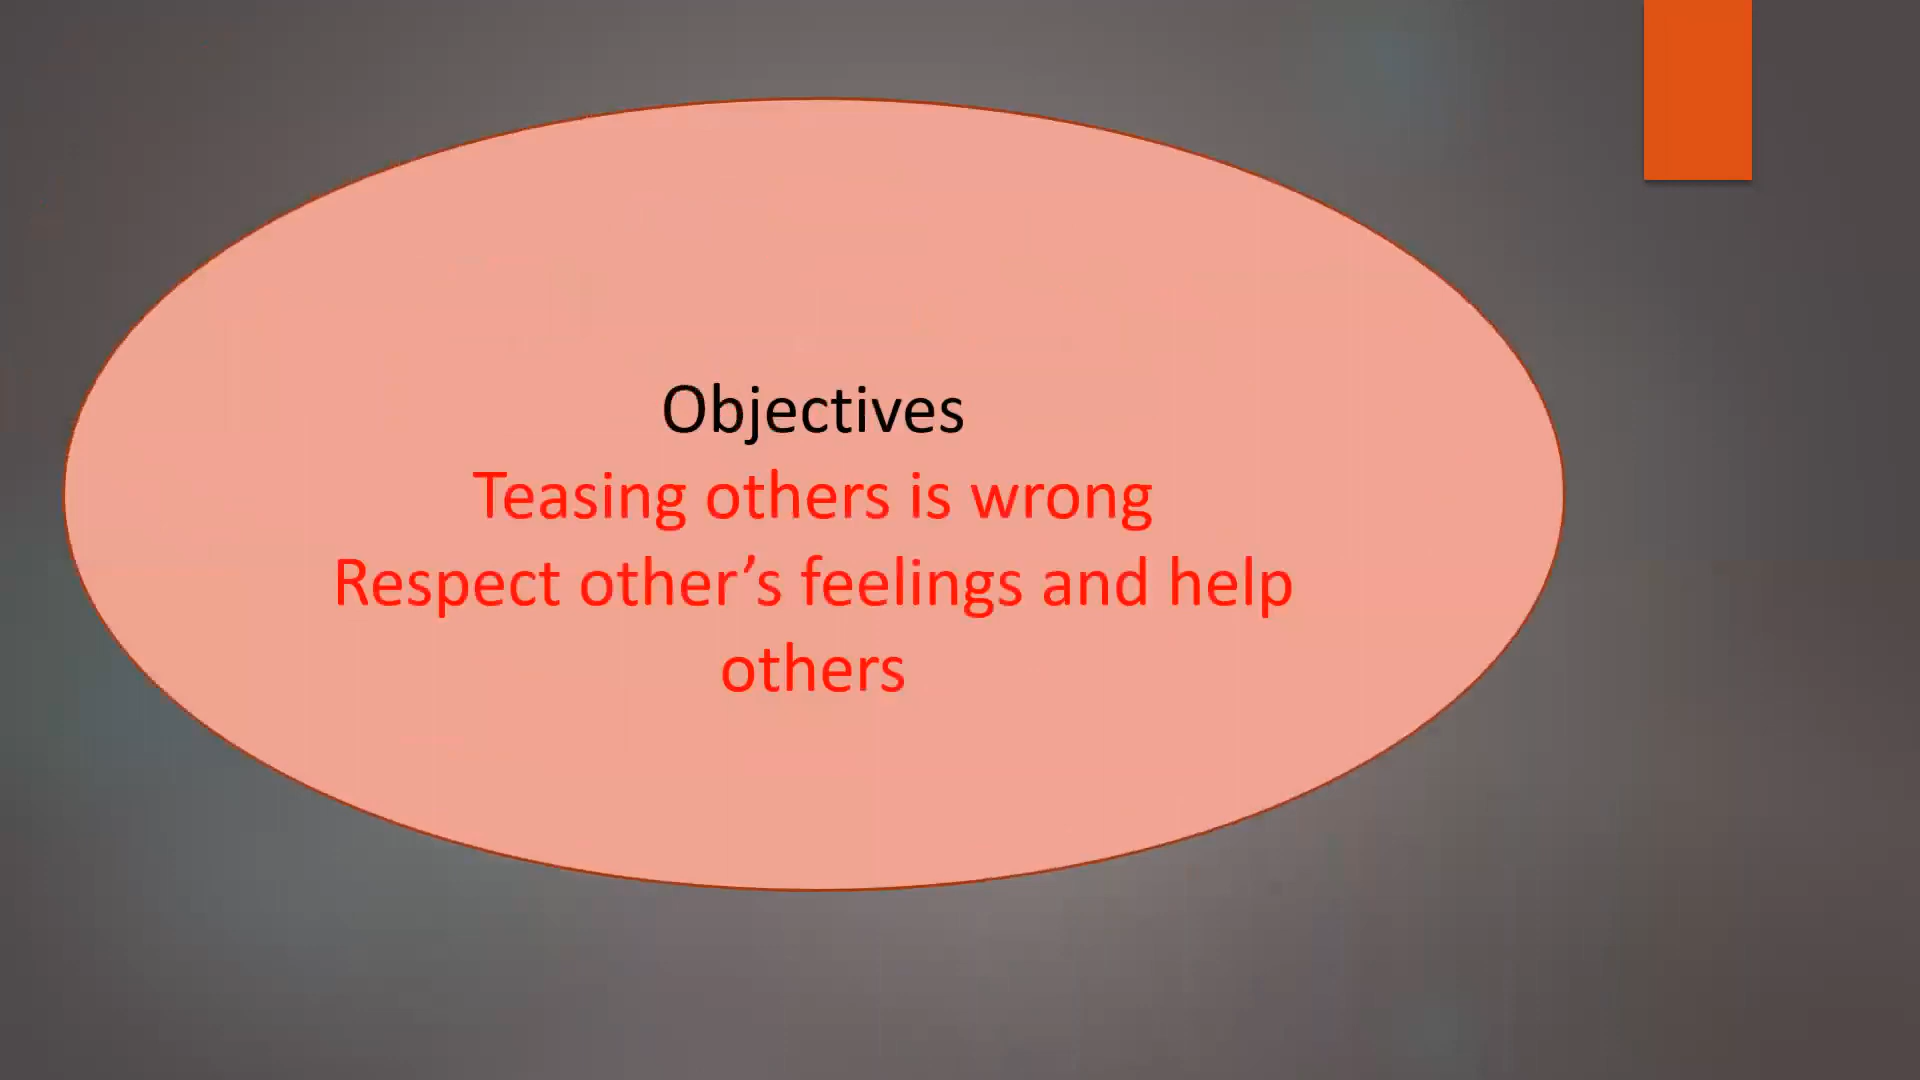 Objectives
Teasing others is wrong
Respect other’s feelings and help
others